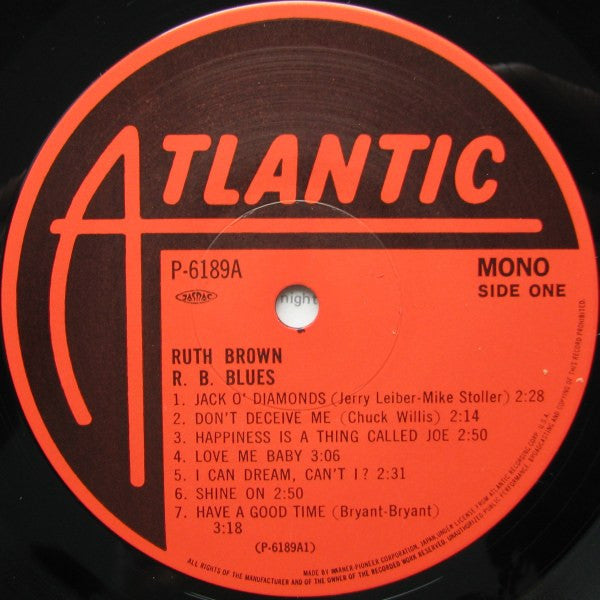 ATLANTIC
P-6189A
MONO
JASRAC
SIDE ONE
night
RUTH BROWN
R. B. BLUES
1. JACK O' DIAMONDS (Jerry Leiber-Mike Stoller) 2:28
2. DON'T DECEIVE ME (Chuck Willis) 2:14
3. HAPPINESS IS A THING CALLED JOE 2:50
4. LOVE ME BABY 3:06
5. I CAN DREAM, CAN'T I? 2:31
6. SHINE ON 2:50
7. HAVE A GOOD TIME (Bryant-Bryant)
3:18
(P-6189A1)
MADE BY WARNER-PIONEER CORPORATION, JAPAN, UNDER LICENSE FROM ATLANTIC RECORDING CORP. U.S.A.
ALL RIGHTS OF THE MANUFACTURER AND OF THE OWNER OF THE RECORDED WORK RESERVED. UNAUTHORIZED PUBLIC PERFORMANCE, BROADCASTING AND COPYING OF THIS RECORD PROHIBITED.